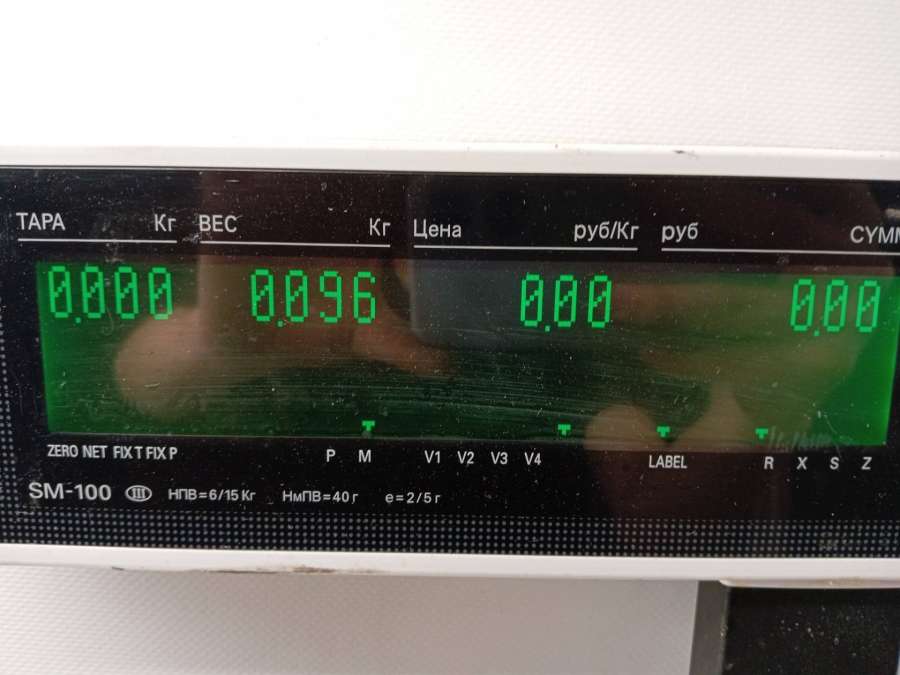 ТАРА Кг ВЕС Кг Цена руб/Кг руб СУММ
0.000 0.096 0.00 0.00
ZERO NET FIX T FIX P P M V1 V2 V3 V4 LABEL R X S Z
SM-100 III НПВ=6/15 Кг НмПВ=40 г е=2/5 г